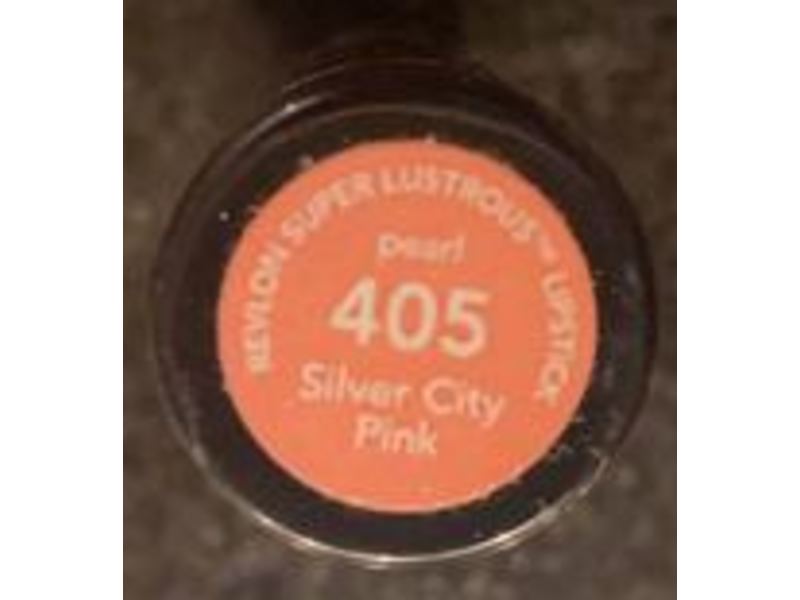 REVLON SUPER LUSTROUS™ LIPSTICK
pearl
405
Silver City
Pink